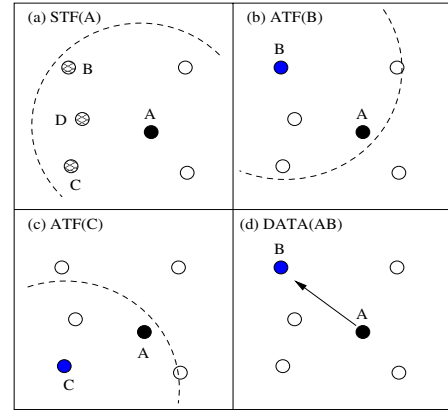 (a) STF(A)
B
D
A
C
(b) ATF(B)
B
A
(c) ATF(C)
A
C
(d) DATA(AB)
B
A